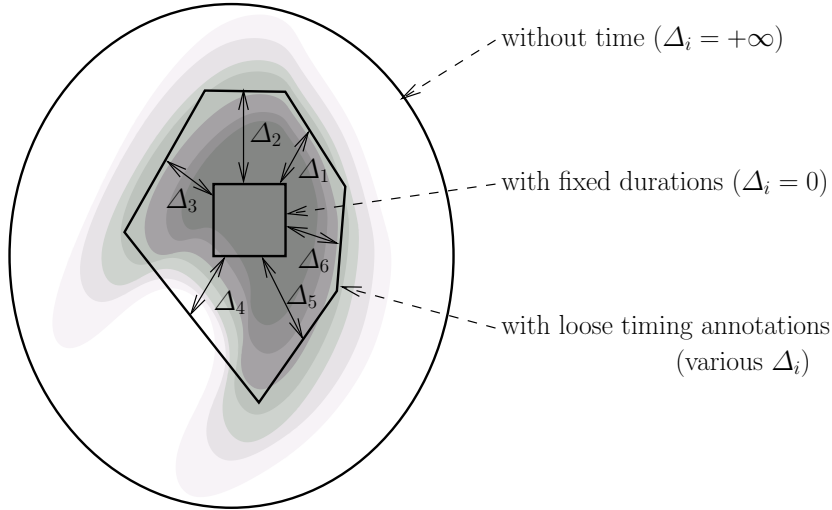 without time (Δᵢ = +∞)
Δ₂
Δ₁
with fixed durations (Δᵢ = 0)
Δ₃
Δ₆
Δ₄
Δ₅
with loose timing annotations
(various Δᵢ)